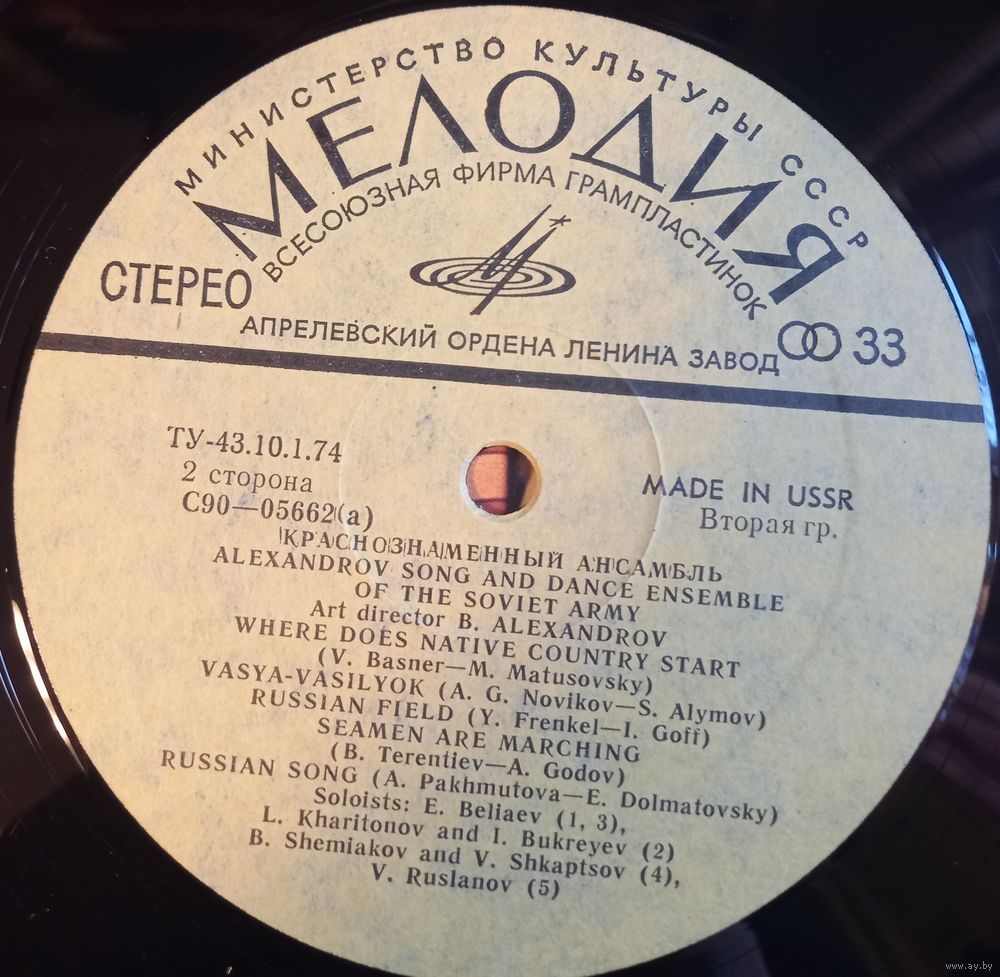 МИНИСТЕРСТВО КУЛЬТУРЫ СССР
МЕЛОДИЯ
ВСЕСОЮЗНАЯ ФИРМА ГРАМПЛАСТИНОК
СТЕРЕО
АПРЕЛЕВСКИЙ ОРДЕНА ЛЕНИНА ЗАВОД
33
ТУ-43.10.1.74
2 сторона
С90—05662(а)
MADE IN USSR
Вторая гр.
КРАСНОЗНАМЕННЫЙ АНСАМБЛЬ
ALEXANDROV SONG AND DANCE ENSEMBLE
OF THE SOVIET ARMY
Art director B. ALEXANDROV
WHERE DOES NATIVE COUNTRY START
(V. Basner—M. Matusovsky)
VASYA-VASILYOK (A. G. Novikov—S. Alymov)
RUSSIAN FIELD (Y. Frenkel—I. Goff)
SEAMEN ARE MARCHING
(B. Terentiev—A. Godov)
RUSSIAN SONG (A. Pakhmutova—E. Dolmatovsky)
Soloists: E. Beliaev (1, 3),
L. Kharitonov and I. Bukreyev (2)
B. Shemiakov and V. Shkaptsov (4),
V. Ruslanov (5)
www.ay.by